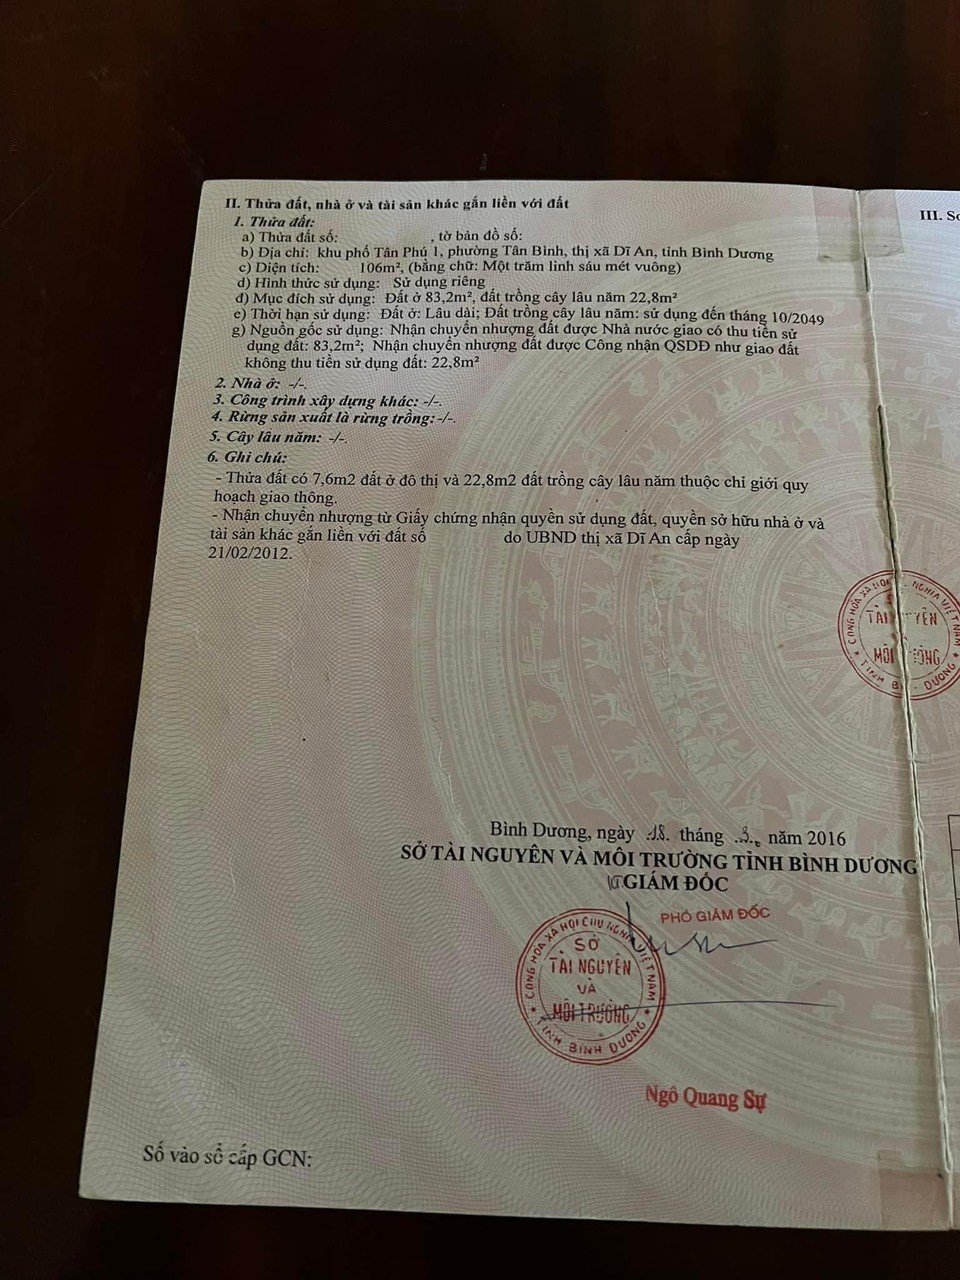 II. Thửa đất, nhà ở và tài sản khác gắn liền với đất
III. Sơ
1. Thửa đất:
a) Thửa đất số: , tờ bản đồ số:
b) Địa chỉ: khu phố Tân Phú 1, phường Tân Bình, thị xã Dĩ An, tỉnh Bình Dương
c) Diện tích: 106m², (bằng chữ: Một trăm linh sáu mét vuông)
d) Hình thức sử dụng: Sử dụng riêng
đ) Mục đích sử dụng: Đất ở 83,2m², đất trồng cây lâu năm 22,8m²
e) Thời hạn sử dụng: Đất ở: Lâu dài; Đất trồng cây lâu năm: sử dụng đến tháng 10/2049
g) Nguồn gốc sử dụng: Nhận chuyển nhượng đất được Nhà nước giao có thu tiền sử
dụng đất: 83,2m²; Nhận chuyển nhượng đất được Công nhận QSDĐ như giao đất
không thu tiền sử dụng đất: 22,8m²
2. Nhà ở: -/-.
3. Công trình xây dựng khác: -/-.
4. Rừng sản xuất là rừng trồng: -/-.
5. Cây lâu năm: -/-.
6. Ghi chú:
- Thửa đất có 7,6m2 đất ở đô thị và 22,8m2 đất trồng cây lâu năm thuộc chỉ giới quy
hoạch giao thông.
- Nhận chuyển nhượng từ Giấy chứng nhận quyền sử dụng đất, quyền sở hữu nhà ở và
tài sản khác gắn liền với đất số do UBND thị xã Dĩ An cấp ngày
21/02/2012.
Bình Dương, ngày 18. tháng .3. năm 2016
SỞ TÀI NGUYÊN VÀ MÔI TRƯỜNG TỈNH BÌNH DƯƠNG
KT GIÁM ĐỐC
PHÓ GIÁM ĐỐC
CỘNG HÒA XÃ HỘI CHỦ NGHĨA VIỆT NAM
SỞ
TÀI NGUYÊN
VÀ
MÔI TRƯỜNG
TỈNH BÌNH DƯƠNG
Ngô Quang Sự
Số vào sổ cấp GCN: